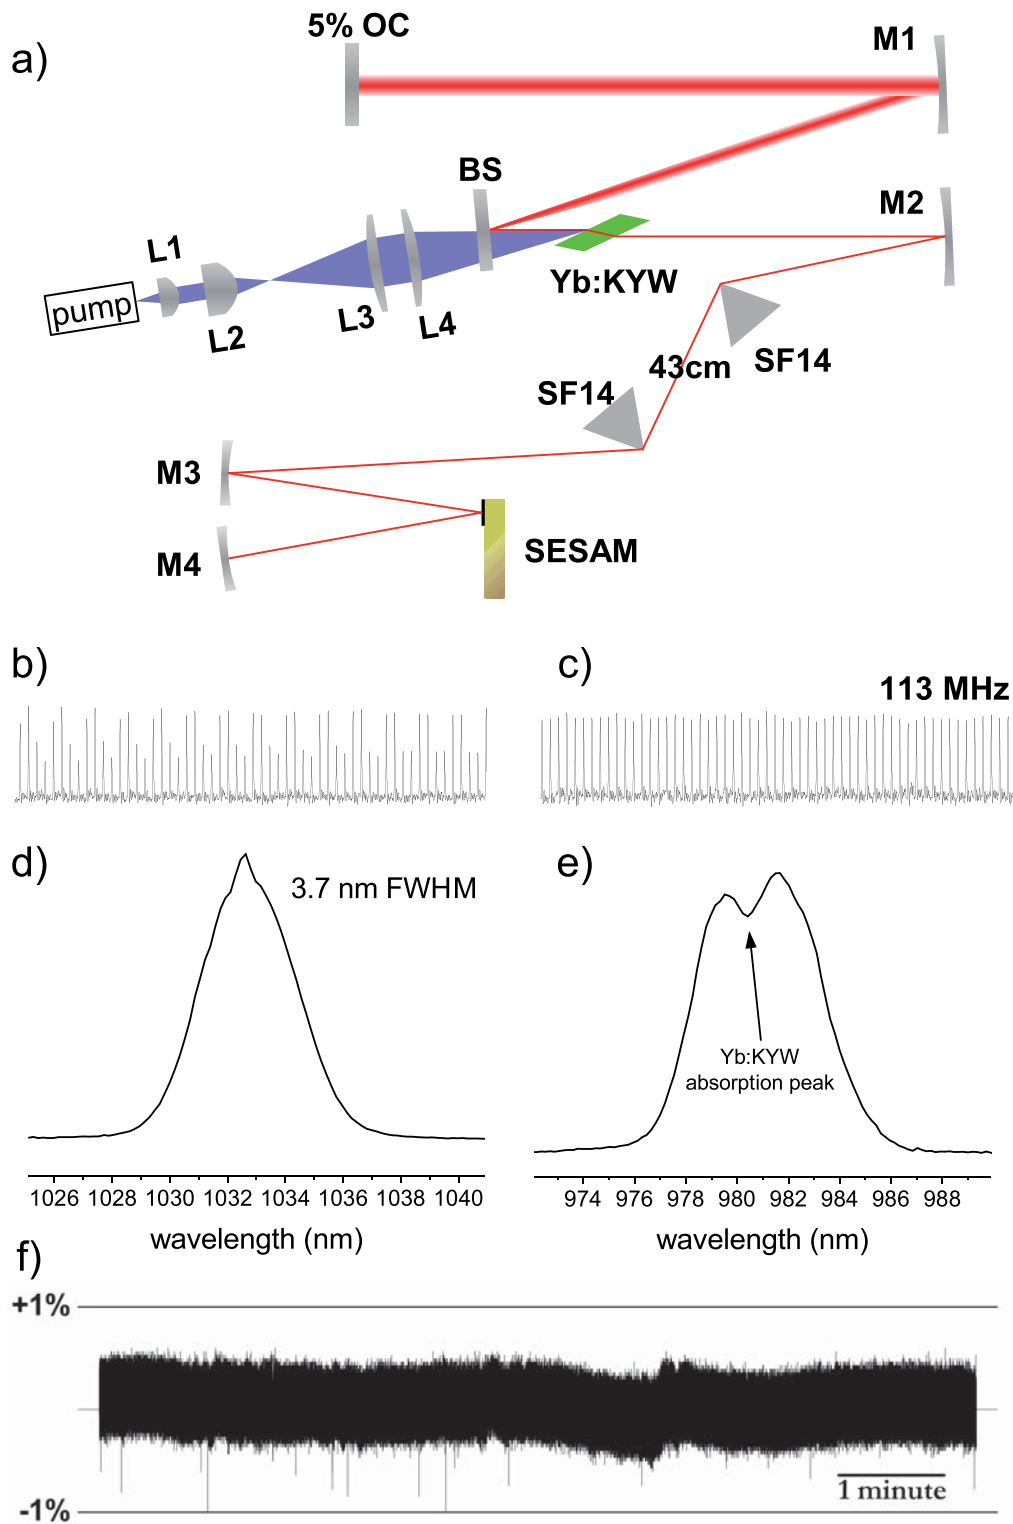 a)
5% OC
M1
BS
M2
L1
Yb:KYW
pump
L2
L3
L4
SF14
43cm
SF14
M3
SESAM
M4
b)
c)
113 MHz
d)
3.7 nm FWHM
e)
Yb:KYW
absorption peak
1026 1028 1030 1032 1034 1036 1038 1040
wavelength (nm)
974 976 978 980 982 984 986 988
wavelength (nm)
f)
+1%
1 minute
-1%